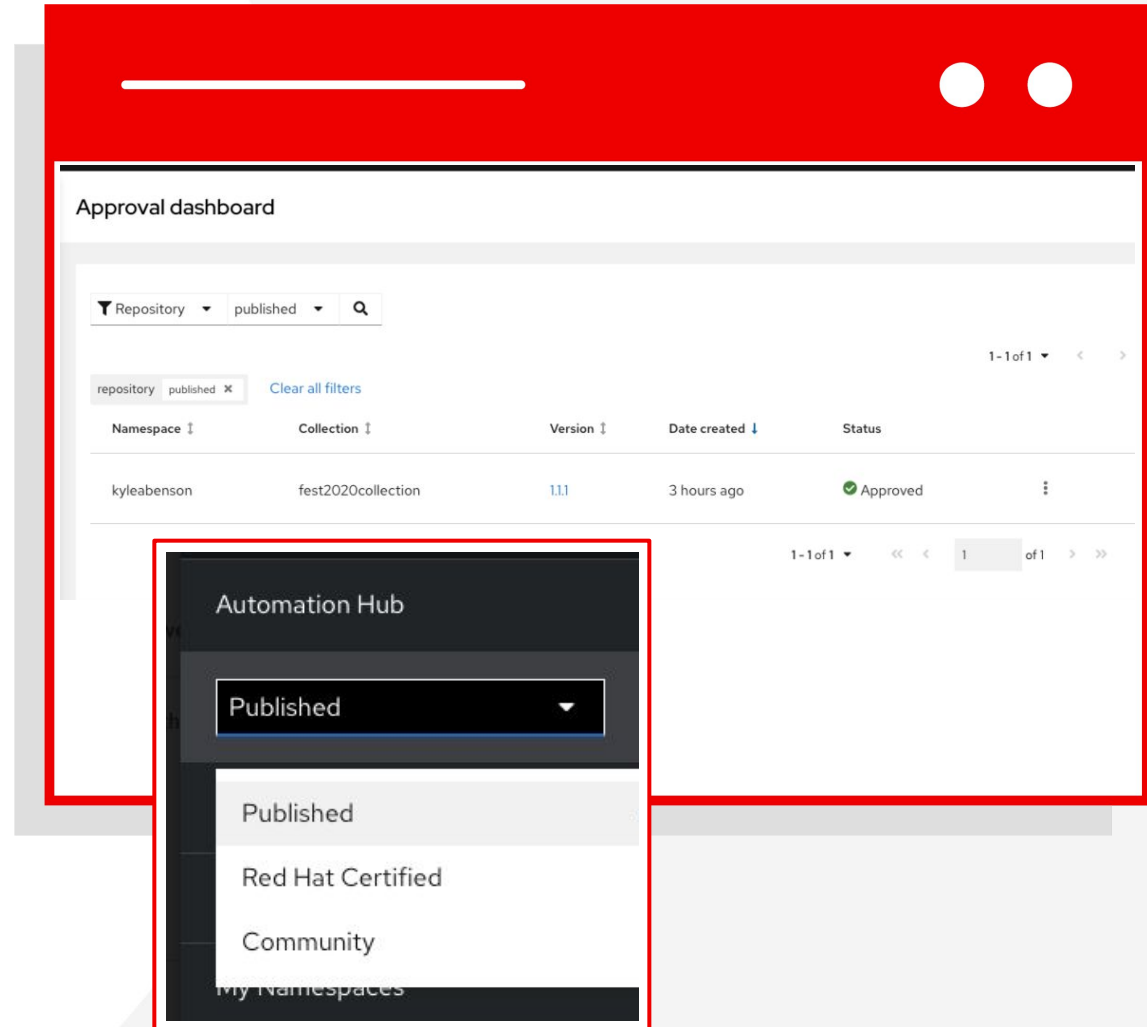 Approval dashboard
Repository published
1 - 1 of 1
repository published Clear all filters
Namespace Collection Version Date created Status
kyleabenson fest2020collection 1.1.1 3 hours ago Approved
1 - 1 of 1 1 of 1
Automation Hub
Published
Published
Red Hat Certified
Community
My Namespaces